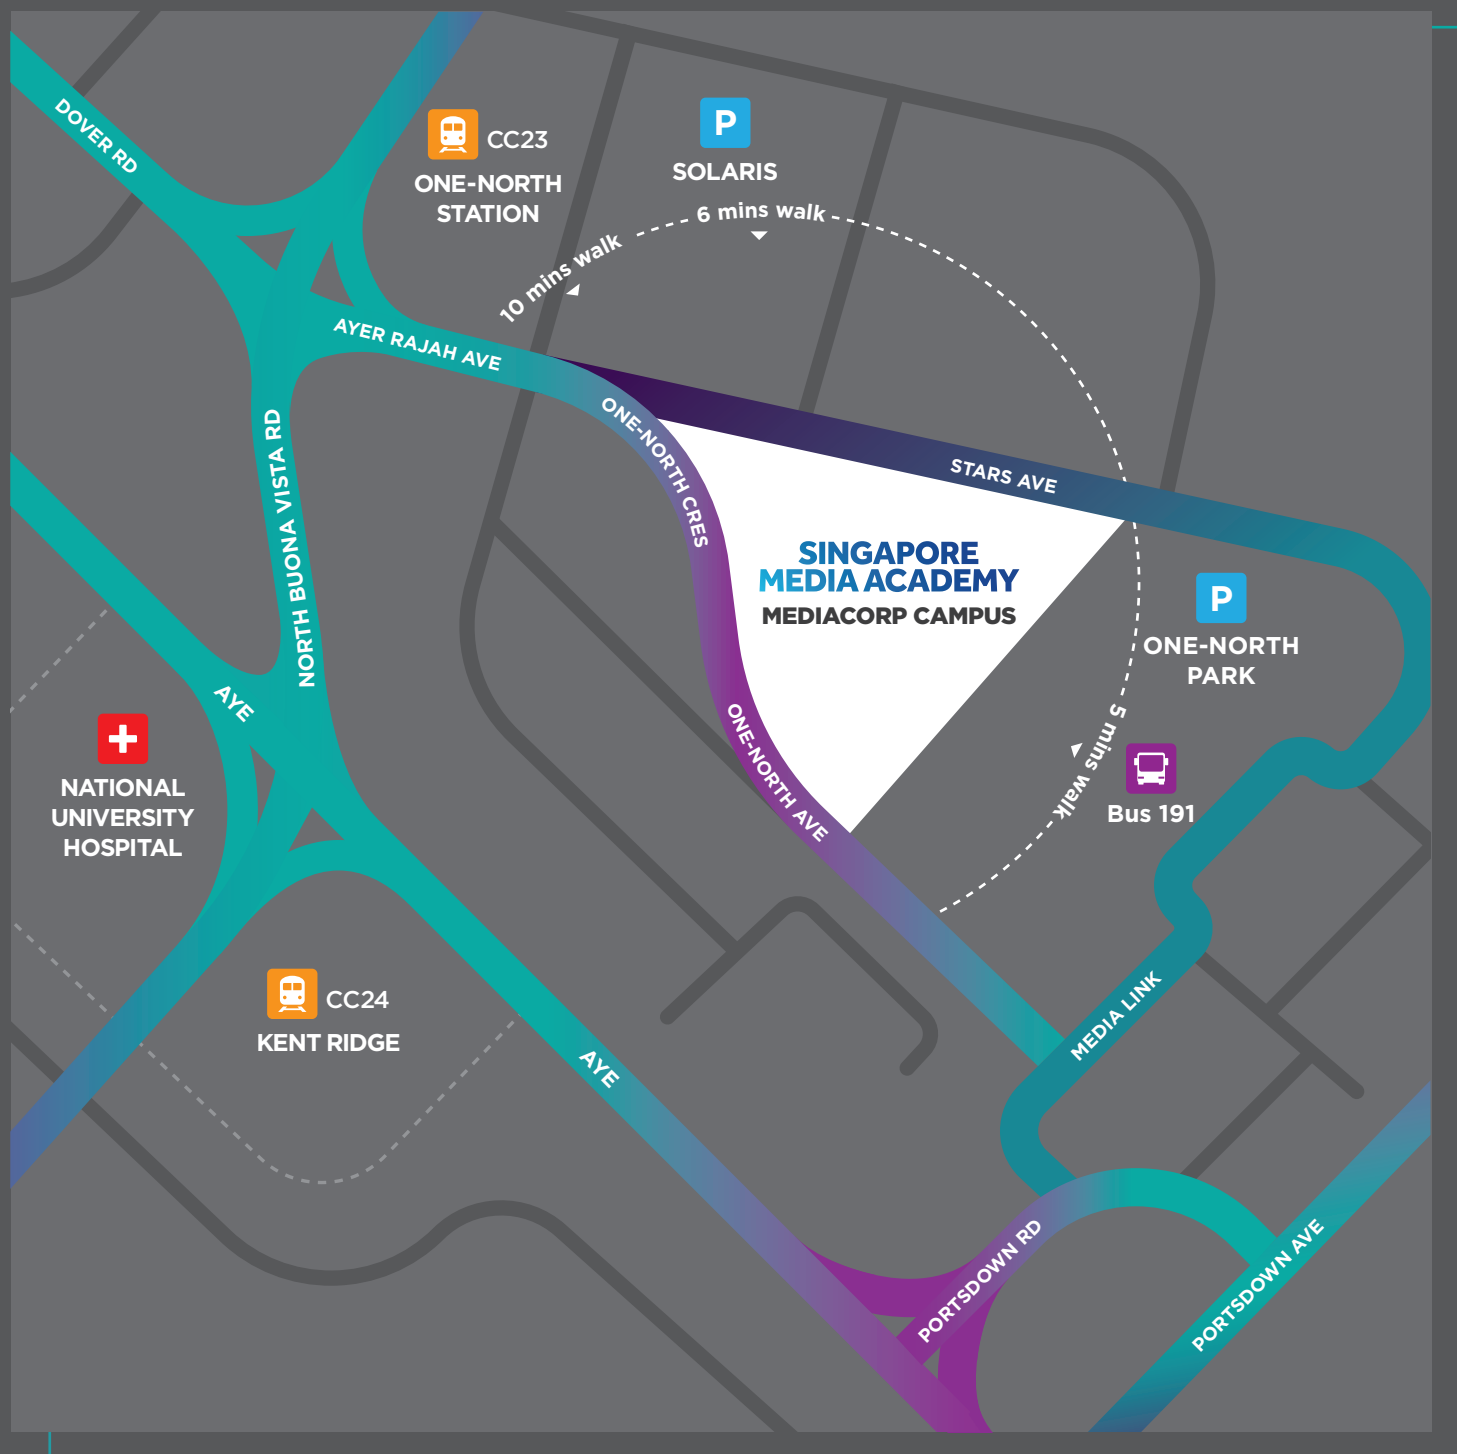 DOVER RD
CC23
ONE-NORTH
STATION
P
SOLARIS
6 mins walk
10 mins walk
AYER RAJAH AVE
ONE-NORTH CRES
STARS AVE
NORTH BUONA VISTA RD
SINGAPORE
MEDIA ACADEMY
MEDIACORP CAMPUS
P
ONE-NORTH
PARK
AYE
ONE-NORTH AVE
5 mins walk
Bus 191
NATIONAL
UNIVERSITY
HOSPITAL
CC24
KENT RIDGE
MEDIA LINK
AYE
PORTSDOWN RD
PORTSDOWN AVE